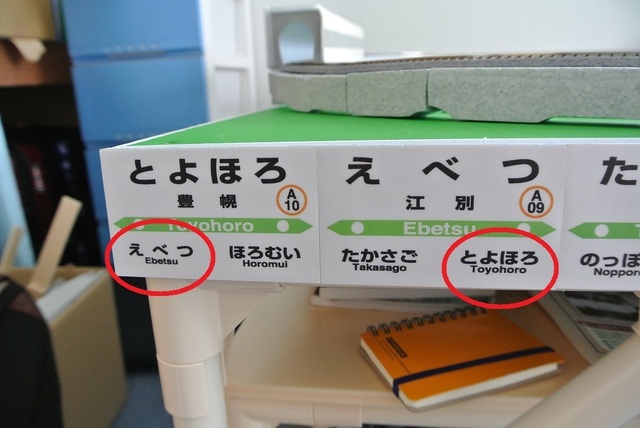 とよほろ
豊幌
A
10
Toyohoro
えべつ ほろむい
Ebetsu Horomui
えべつ
江別
A
09
Ebetsu
たかさご とよほろ
Takasago Toyohoro
た
のっぽ
Nopporo